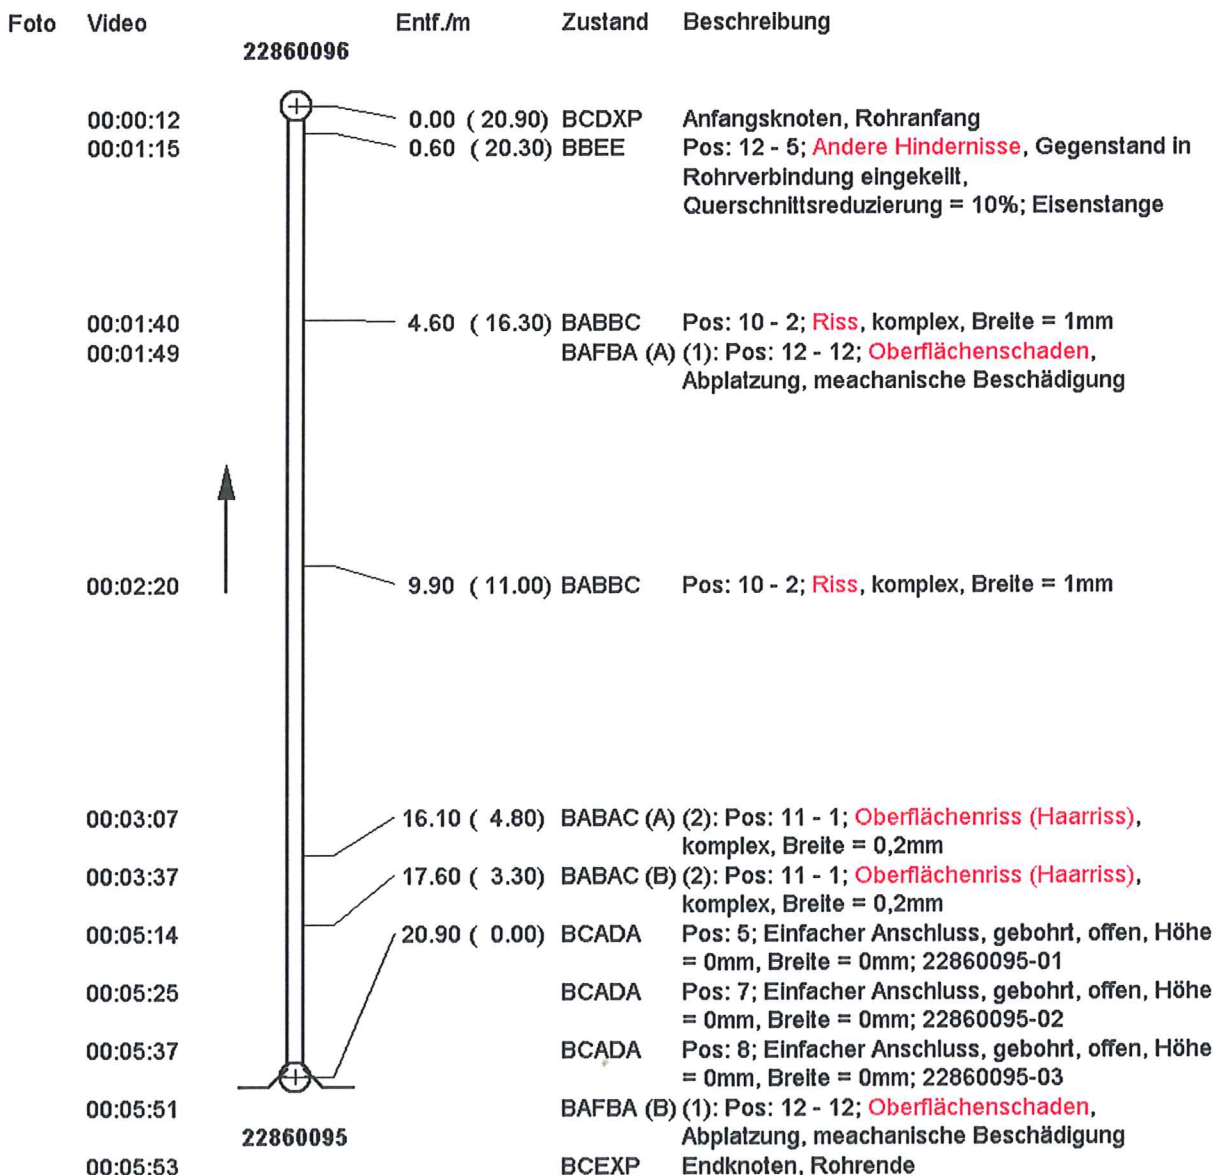 Foto Video Entf./m Zustand Beschreibung
22860096
00:00:12 0.00 ( 20.90) BCDXP Anfangsknoten, Rohranfang
00:01:15 0.60 ( 20.30) BBEE Pos: 12 - 5; Andere Hindernisse, Gegenstand in
Rohrverbindung eingekeilt,
Querschnittsreduzierung = 10%; Eisenstange
00:01:40 4.60 ( 16.30) BABBC Pos: 10 - 2; Riss, komplex, Breite = 1mm
00:01:49 BAFBA (A) (1): Pos: 12 - 12; Oberflächenschaden,
Abplatzung, meachanische Beschädigung
00:02:20 9.90 ( 11.00) BABBC Pos: 10 - 2; Riss, komplex, Breite = 1mm
00:03:07 16.10 ( 4.80) BABAC (A) (2): Pos: 11 - 1; Oberflächenriss (Haarriss),
komplex, Breite = 0,2mm
00:03:37 17.60 ( 3.30) BABAC (B) (2): Pos: 11 - 1; Oberflächenriss (Haarriss),
komplex, Breite = 0,2mm
00:05:14 20.90 ( 0.00) BCADA Pos: 5; Einfacher Anschluss, gebohrt, offen, Höhe
= 0mm, Breite = 0mm; 22860095-01
00:05:25 BCADA Pos: 7; Einfacher Anschluss, gebohrt, offen, Höhe
= 0mm, Breite = 0mm; 22860095-02
00:05:37 BCADA Pos: 8; Einfacher Anschluss, gebohrt, offen, Höhe
= 0mm, Breite = 0mm; 22860095-03
00:05:51 BAFBA (B) (1): Pos: 12 - 12; Oberflächenschaden,
22860095 Abplatzung, meachanische Beschädigung
00:05:53 BCEXP Endknoten, Rohrende